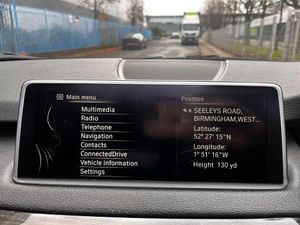 Main menu
Multimedia
Radio
Telephone
Navigation
Contacts
ConnectedDrive
Vehicle information
Settings
Position
SEELEYS ROAD,
BIRMINGHAM,WEST...
Latitude:
52° 27' 15"N
Longitude:
1° 51' 16"W
Height 130 yd